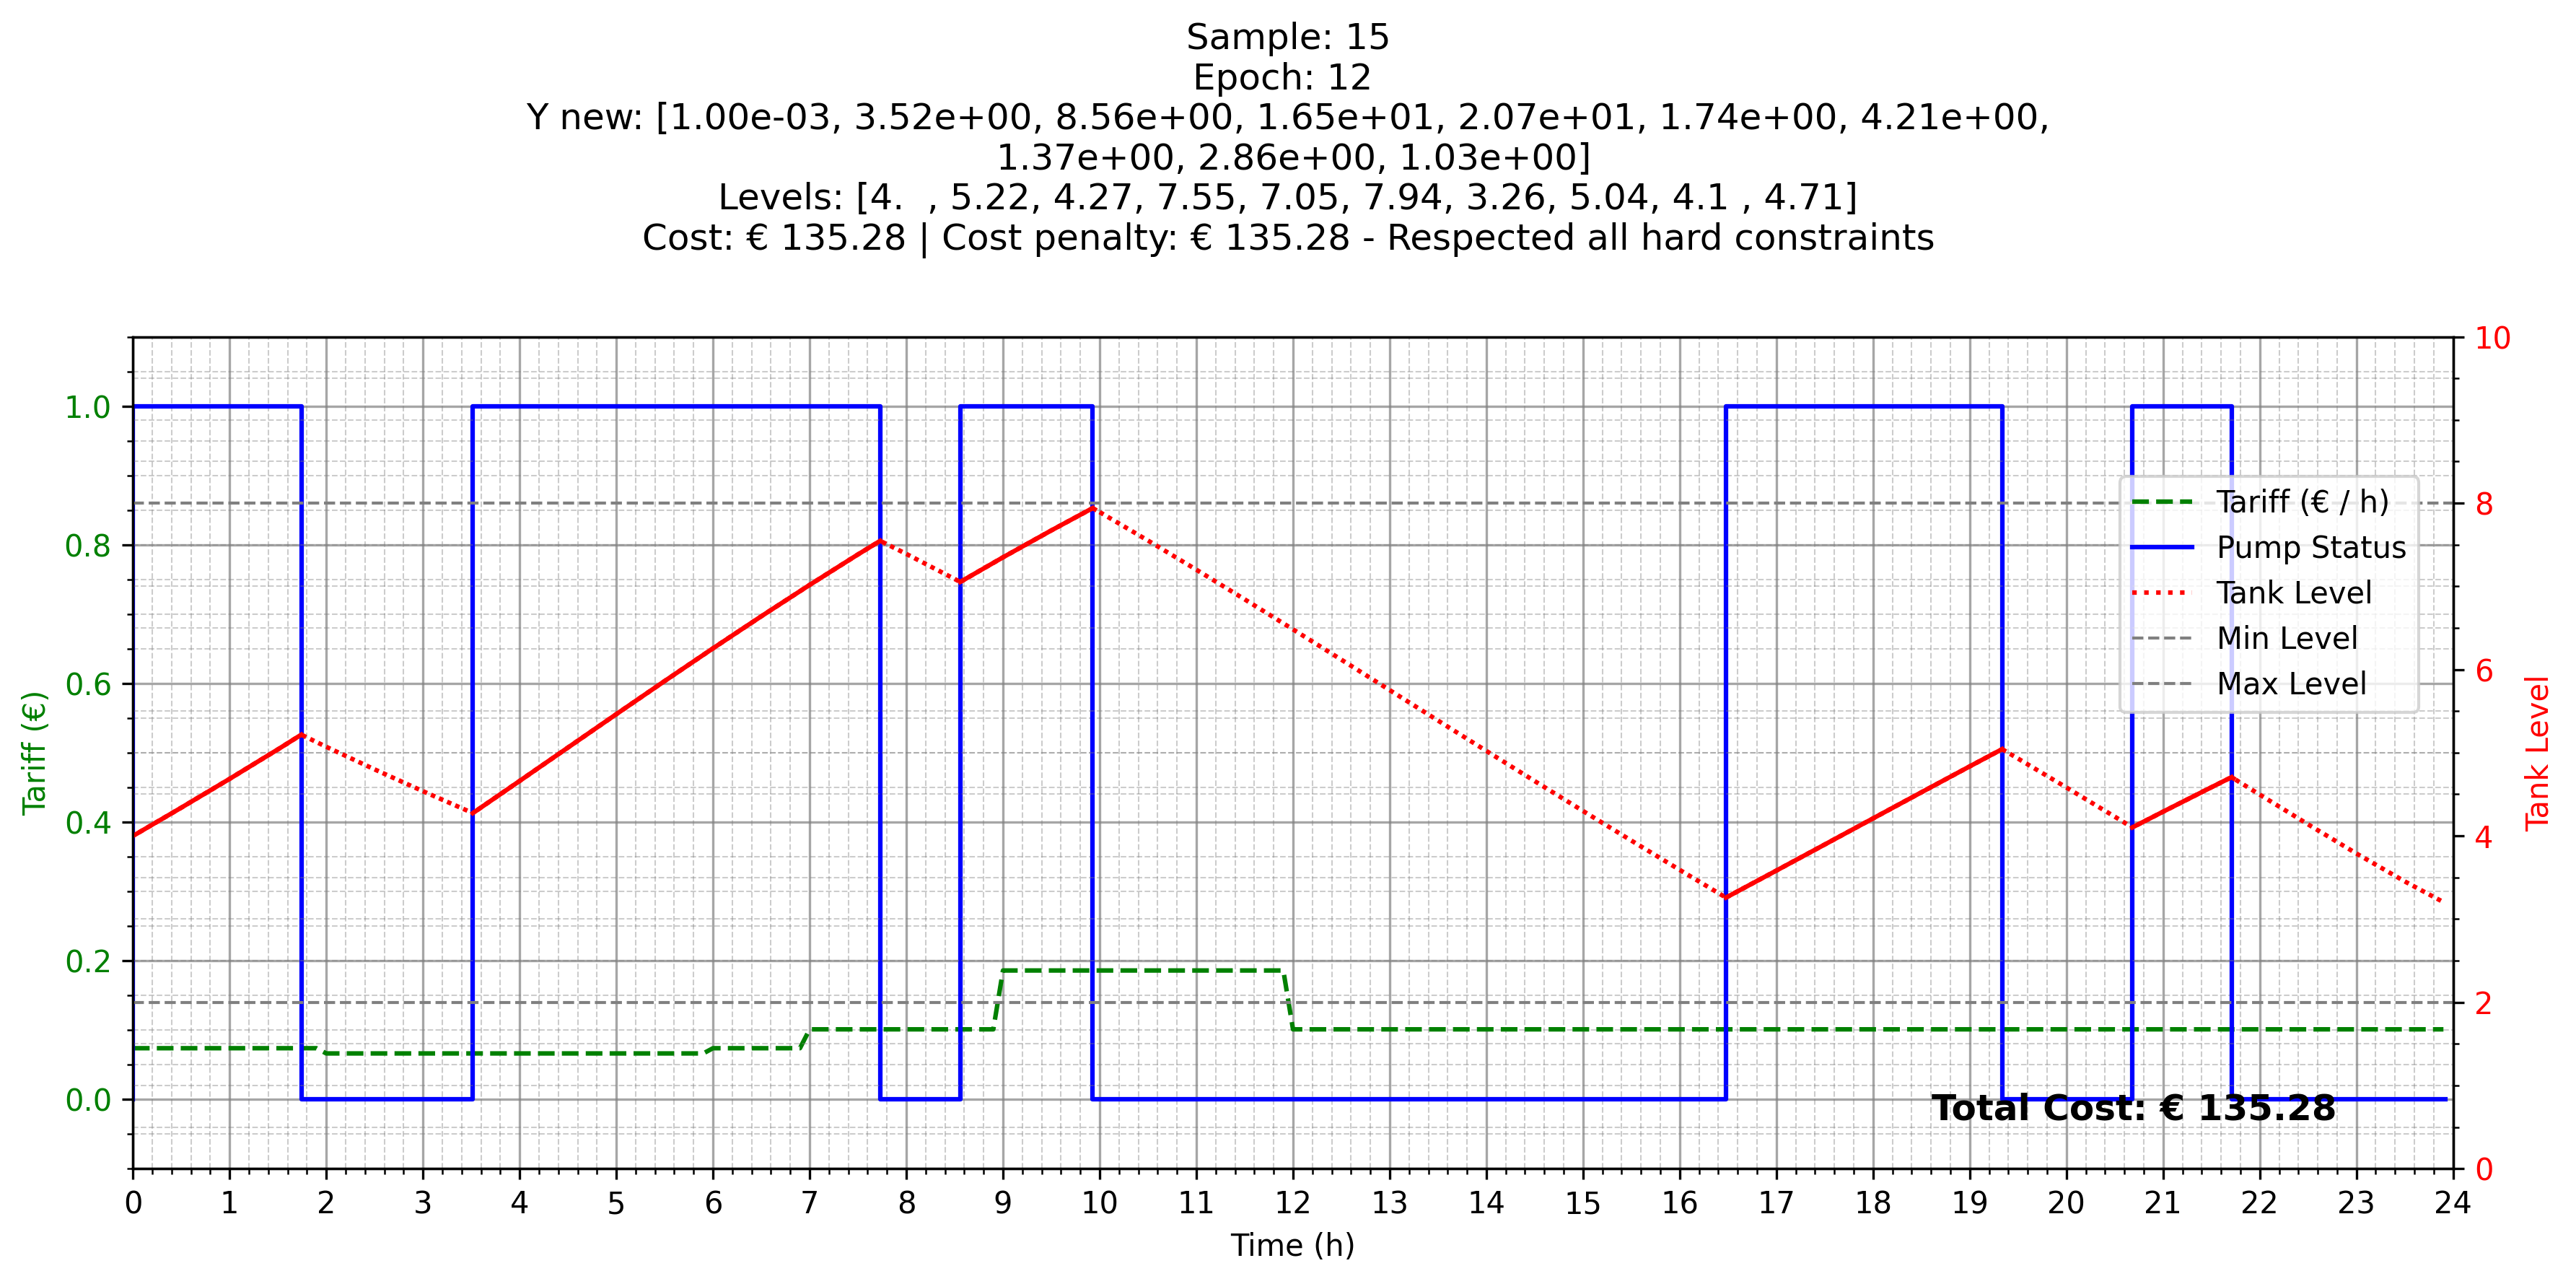 Sample: 15
Epoch: 12
Y new: [1.00e-03, 3.52e+00, 8.56e+00, 1.65e+01, 2.07e+01, 1.74e+00, 4.21e+00,
1.37e+00, 2.86e+00, 1.03e+00]
Levels: [4.  , 5.22, 4.27, 7.55, 7.05, 7.94, 3.26, 5.04, 4.1 , 4.71]
Cost: € 135.28 | Cost penalty: € 135.28 - Respected all hard constraints
Tariff (€)
1.0
0.8
0.6
0.4
0.2
0.0
10
8
6
4
2
0
Tank Level
Tariff (€ / h)
Pump Status
Tank Level
Min Level
Max Level
Total Cost: € 135.28
0 1 2 3 4 5 6 7 8 9 10 11 12 13 14 15 16 17 18 19 20 21 22 23 24
Time (h)